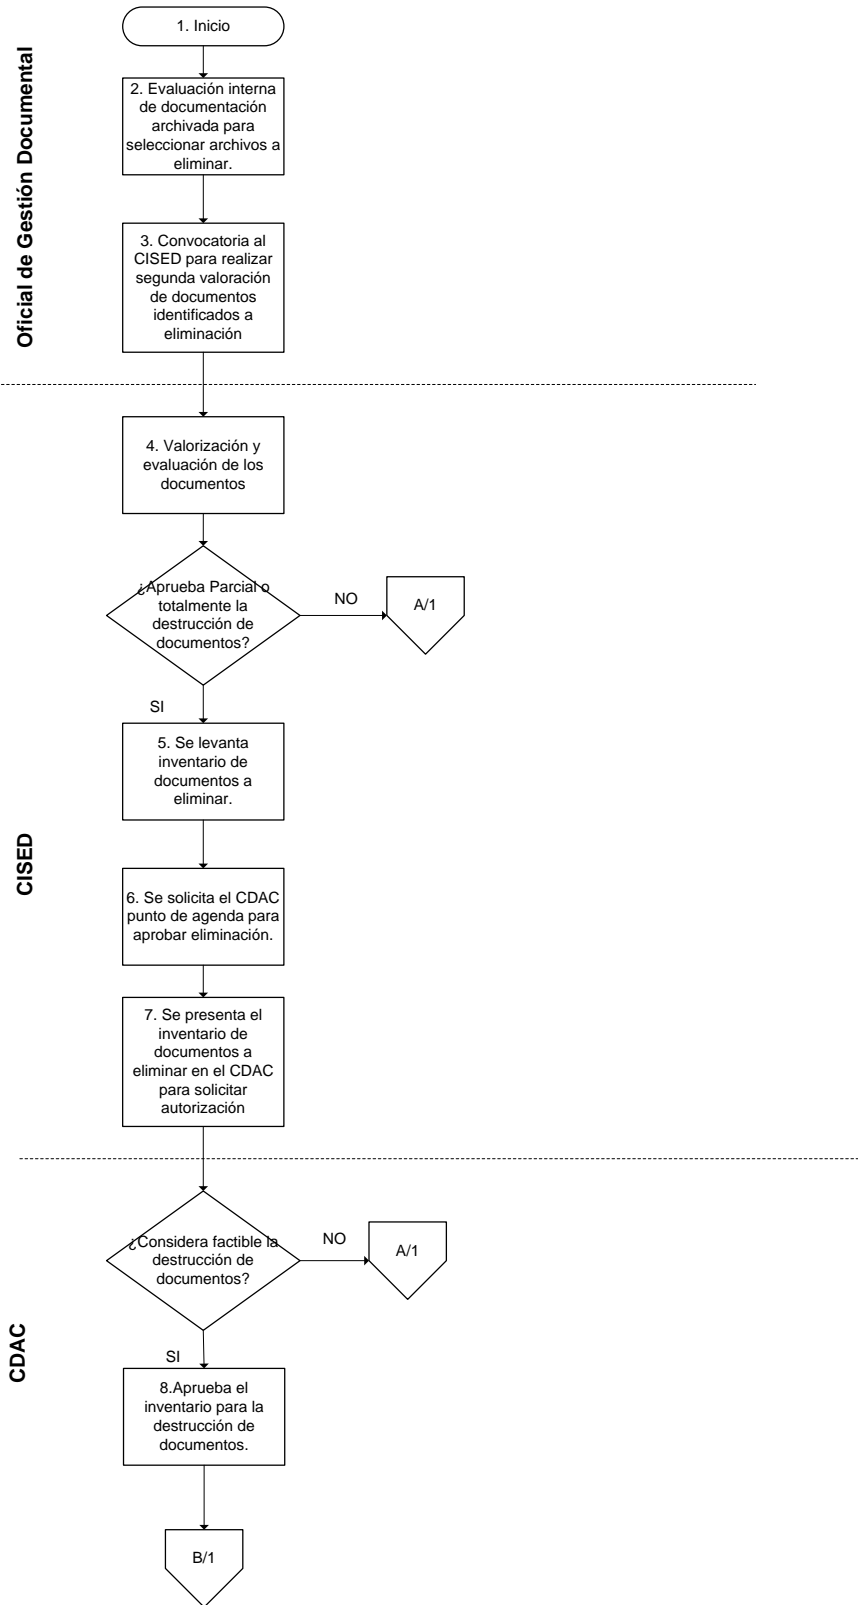 Oficial de Gestión Documental
1. Inicio
2. Evaluación interna
de documentación
archivada para
seleccionar archivos a
eliminar.
3. Convocatoria al
CISED para realizar
segunda valoración
de documentos
identificados a
eliminación
CISED
4. Valorización y
evaluación de los
documentos
¿Aprueba Parcial o
totalmente la
destrucción de
documentos?
NO
A/1
SI
5. Se levanta
inventario de
documentos a
eliminar.
6. Se solicita el CDAC
punto de agenda para
aprobar eliminación.
7. Se presenta el
inventario de
documentos a
eliminar en el CDAC
para solicitar
autorización
CDAC
¿Considera factible la
destrucción de
documentos?
NO
A/1
SI
8.Aprueba el
inventario para la
destrucción de
documentos.
B/1